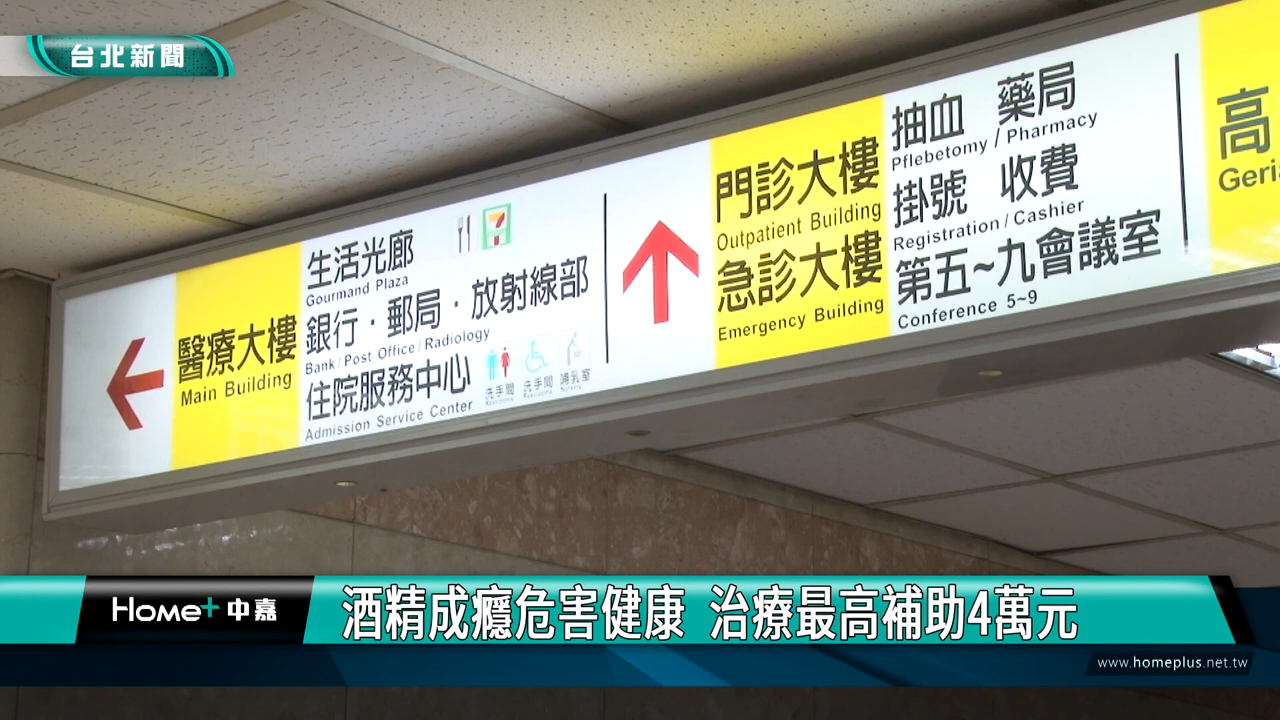 台北新聞
醫療大樓
Main Building
生活光廊
Gourmand Plaza
銀行·郵局·放射線部
Bank/Post Office/Radiology
住院服務中心
Admission Service Center
7
洗手間
洗手間
哺乳室
門診大樓
Outpatient Building
急診大樓
Emergency Building
抽血 藥局
Pflebetomy/Pharmacy
掛號 收費
Registration/Cashier
第五~九會議室
Conference 5~9
高
Geri
Home+中嘉
酒精成癮危害健康 治療最高補助4萬元
www.homeplus.net.tw